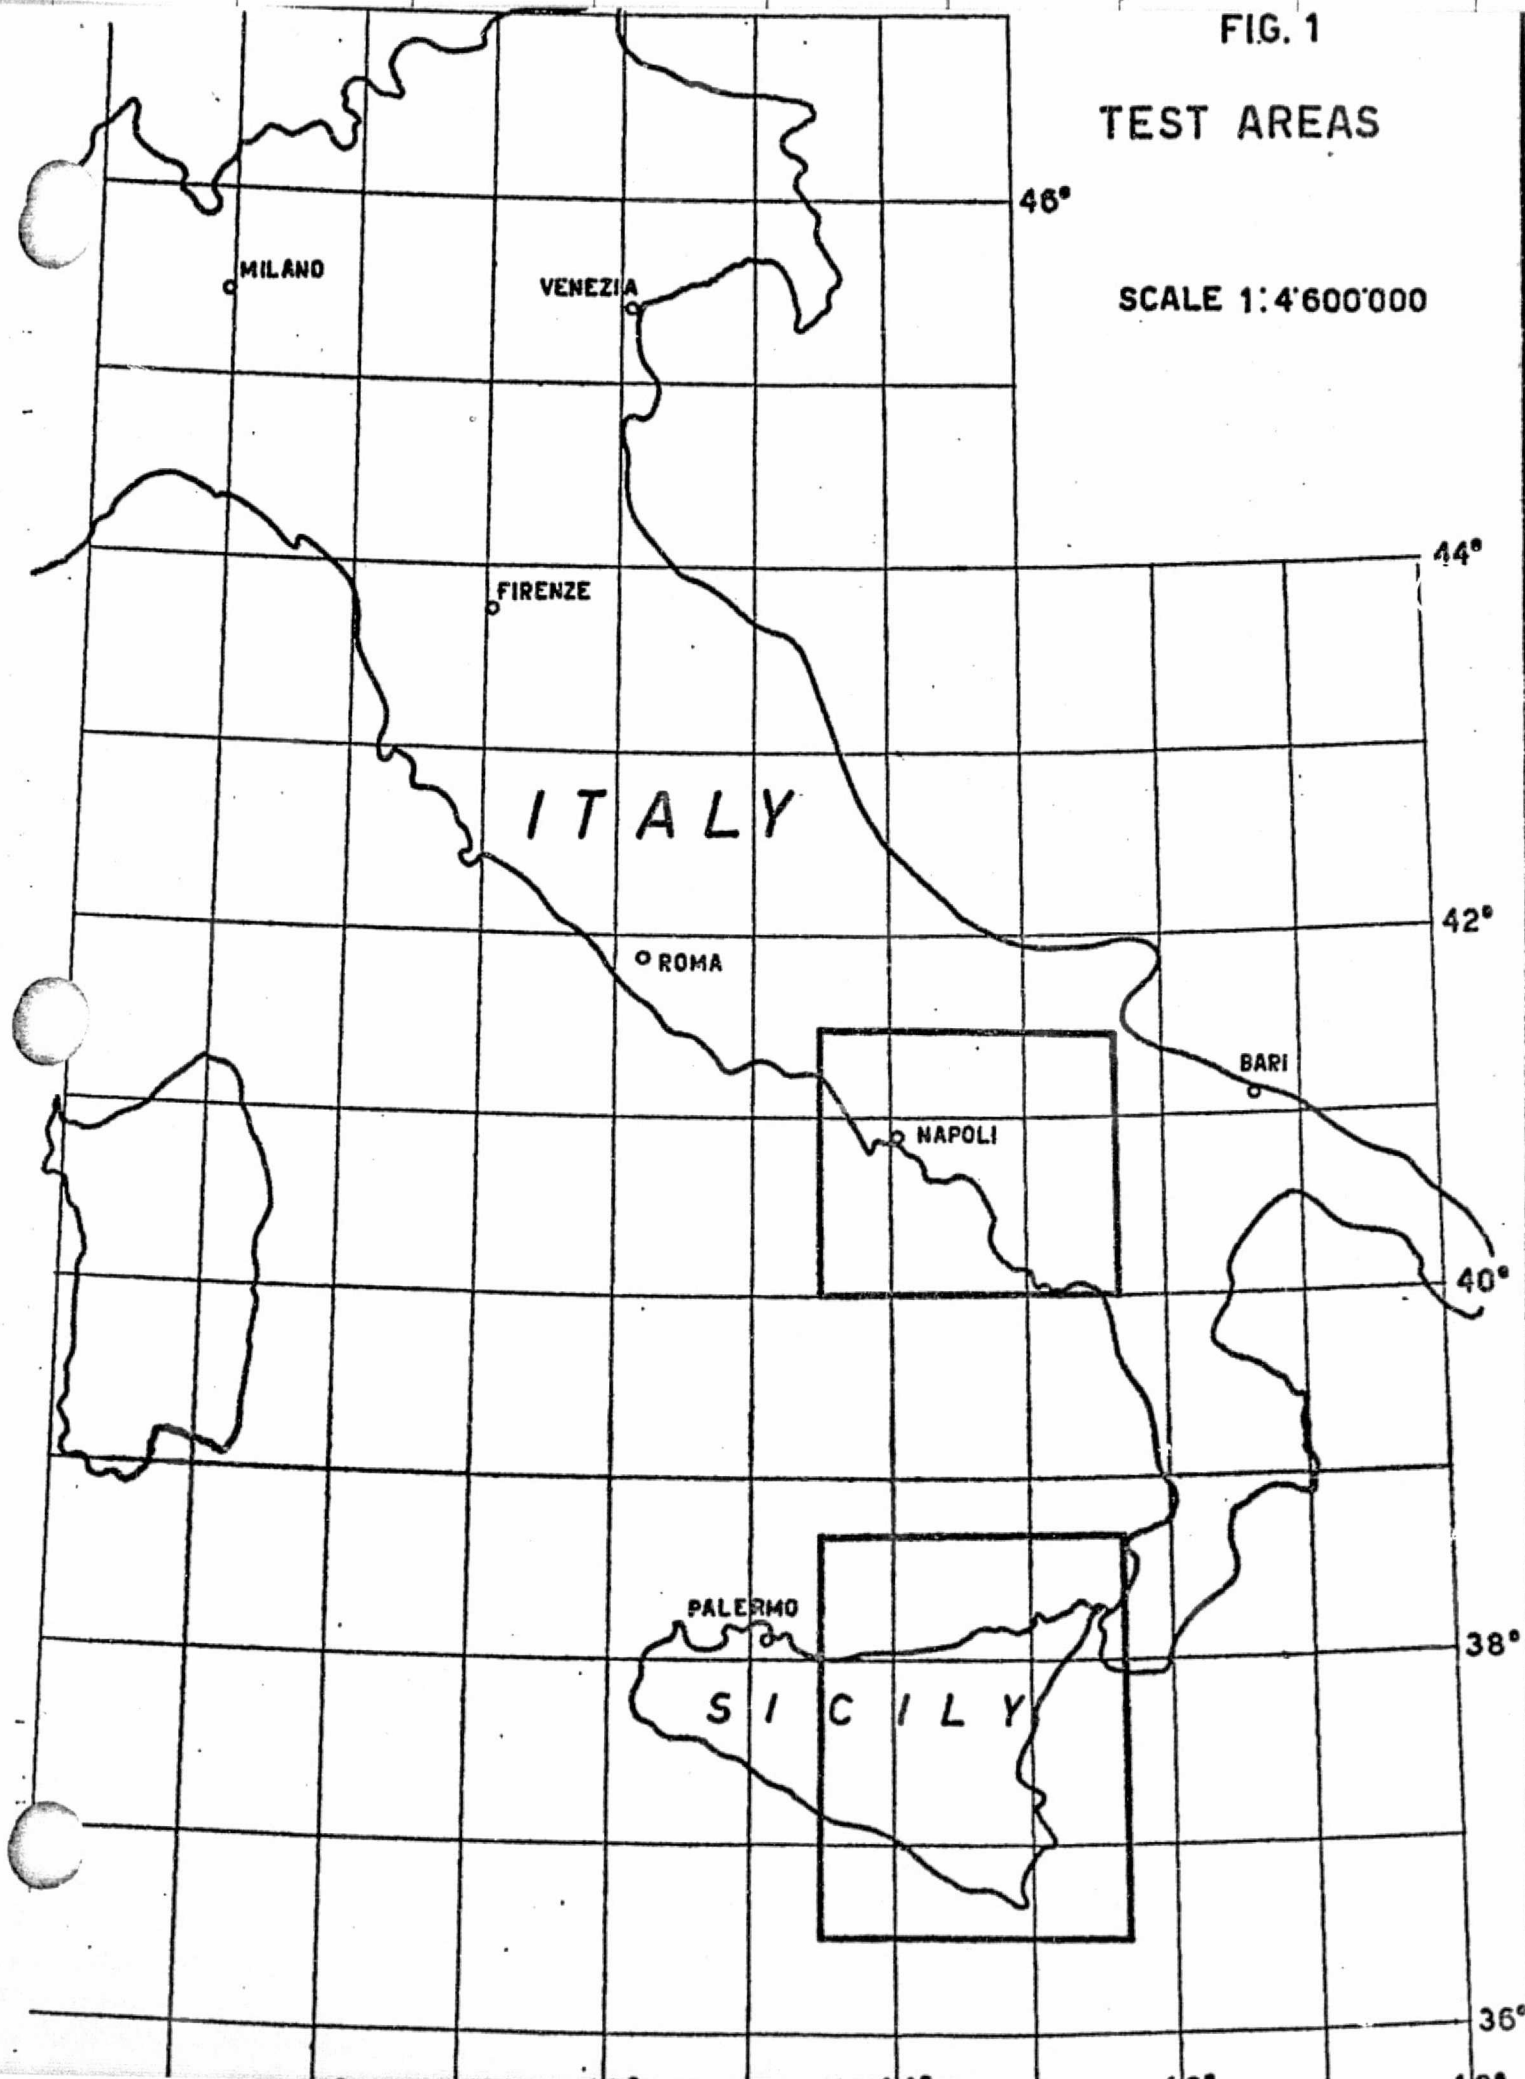 FIG. 1
TEST AREAS
46°
MILANO
VENEZIA
SCALE 1:4'600'000
44°
FIRENZE
ITALY
42°
ROMA
BARI
NAPOLI
40°
PALERMO
38°
SICILY
36°